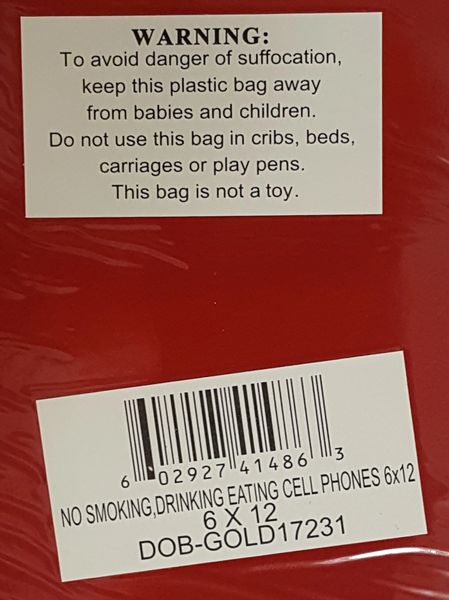 WARNING:
To avoid danger of suffocation,
keep this plastic bag away
from babies and children.
Do not use this bag in cribs, beds,
carriages or play pens.
This bag is not a toy.
6 02927 41486 3
NO SMOKING,DRINKING EATING CELL PHONES 6x12
6 X 12
DOB-GOLD17231